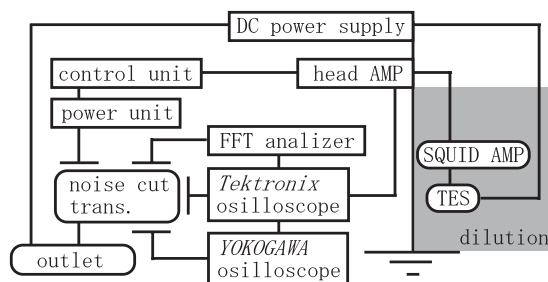 DC power supply
control unit
head AMP
power unit
FFT analizer
SQUID AMP
noise cut
trans.
Tektronix
osilloscope
TES
YOKOGAWA
osilloscope
dilution
outlet